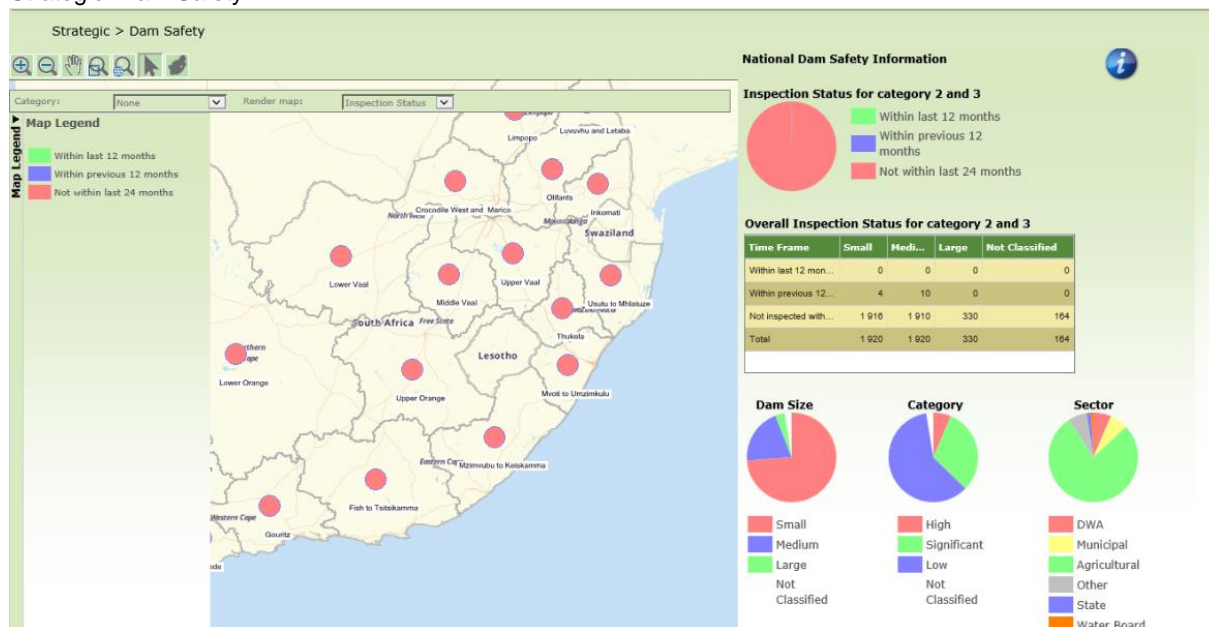 Strategic > Dam Safety
Category:
None
Render map:
Inspection Status
Map Legend
Map Legend
Within last 12 months
Within previous 12 months
Not within last 24 months
Limpopo
Luvuvhu and Letaba
Olifants
Crocodile West and Marico
Inkomati
Swaziland
Lower Vaal
Upper Vaal
Middle Vaal
Usutu to Mhlatuze
South Africa
Free State
Thukela
Lesotho
Lower Orange
Upper Orange
Mvoti to Umzimkulu
Mzimvubu to Keiskamma
Fish to Tsitsikamma
Western Cape
Gouritz
National Dam Safety Information
Inspection Status for category 2 and 3
Within last 12 months
Within previous 12
months
Not within last 24 months
Overall Inspection Status for category 2 and 3
Time Frame Small Medi... Large Not Classified
Within last 12 mon... 0 0 0 0
Within previous 12... 4 10 0 0
Not inspected with... 1 916 1 910 330 164
Total 1 920 1 920 330 164
Dam Size
Small
Medium
Large
Not
Classified
Category
High
Significant
Low
Not
Classified
Sector
DWA
Municipal
Agricultural
Other
State
Water Board